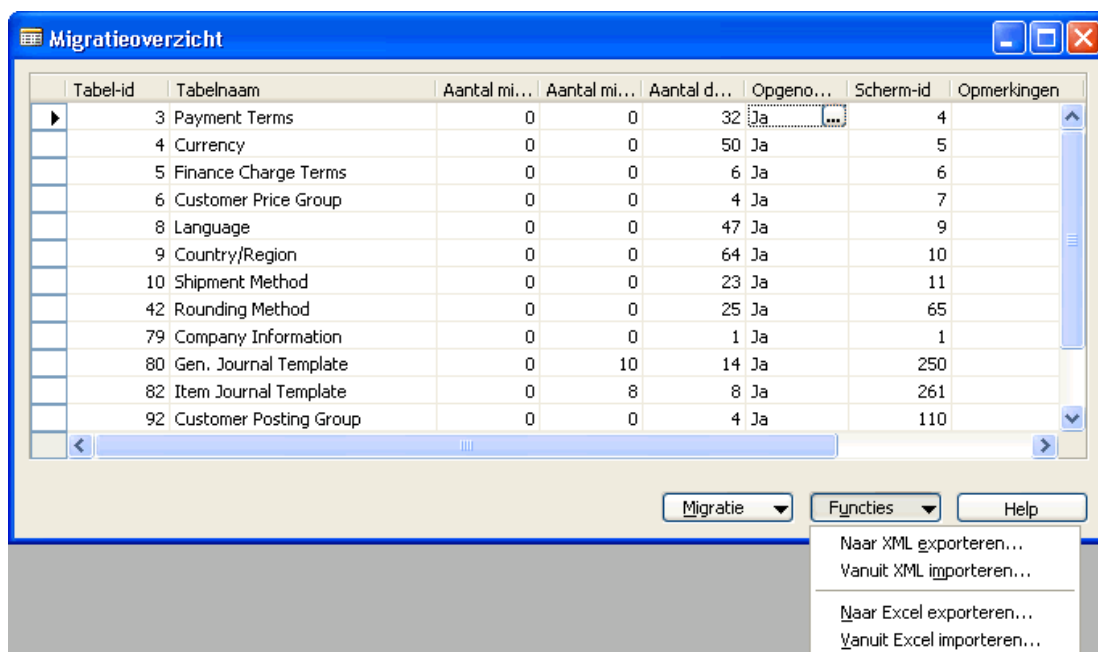 Migratieoverzicht
Tabel-id Tabelnaam Aantal mi... Aantal mi... Aantal d... Opgeno... Scherm-id Opmerkingen
3 Payment Terms 0 0 32 Ja ... 4
4 Currency 0 0 50 Ja 5
5 Finance Charge Terms 0 0 6 Ja 6
6 Customer Price Group 0 0 4 Ja 7
8 Language 0 0 47 Ja 9
9 Country/Region 0 0 64 Ja 10
10 Shipment Method 0 0 23 Ja 11
42 Rounding Method 0 0 25 Ja 65
79 Company Information 0 0 1 Ja 1
80 Gen. Journal Template 0 10 14 Ja 250
82 Item Journal Template 0 8 8 Ja 261
92 Customer Posting Group 0 0 4 Ja 110
Migratie Functies Help
Naar XML exporteren...
Vanuit XML importeren...
Naar Excel exporteren...
Vanuit Excel importeren...